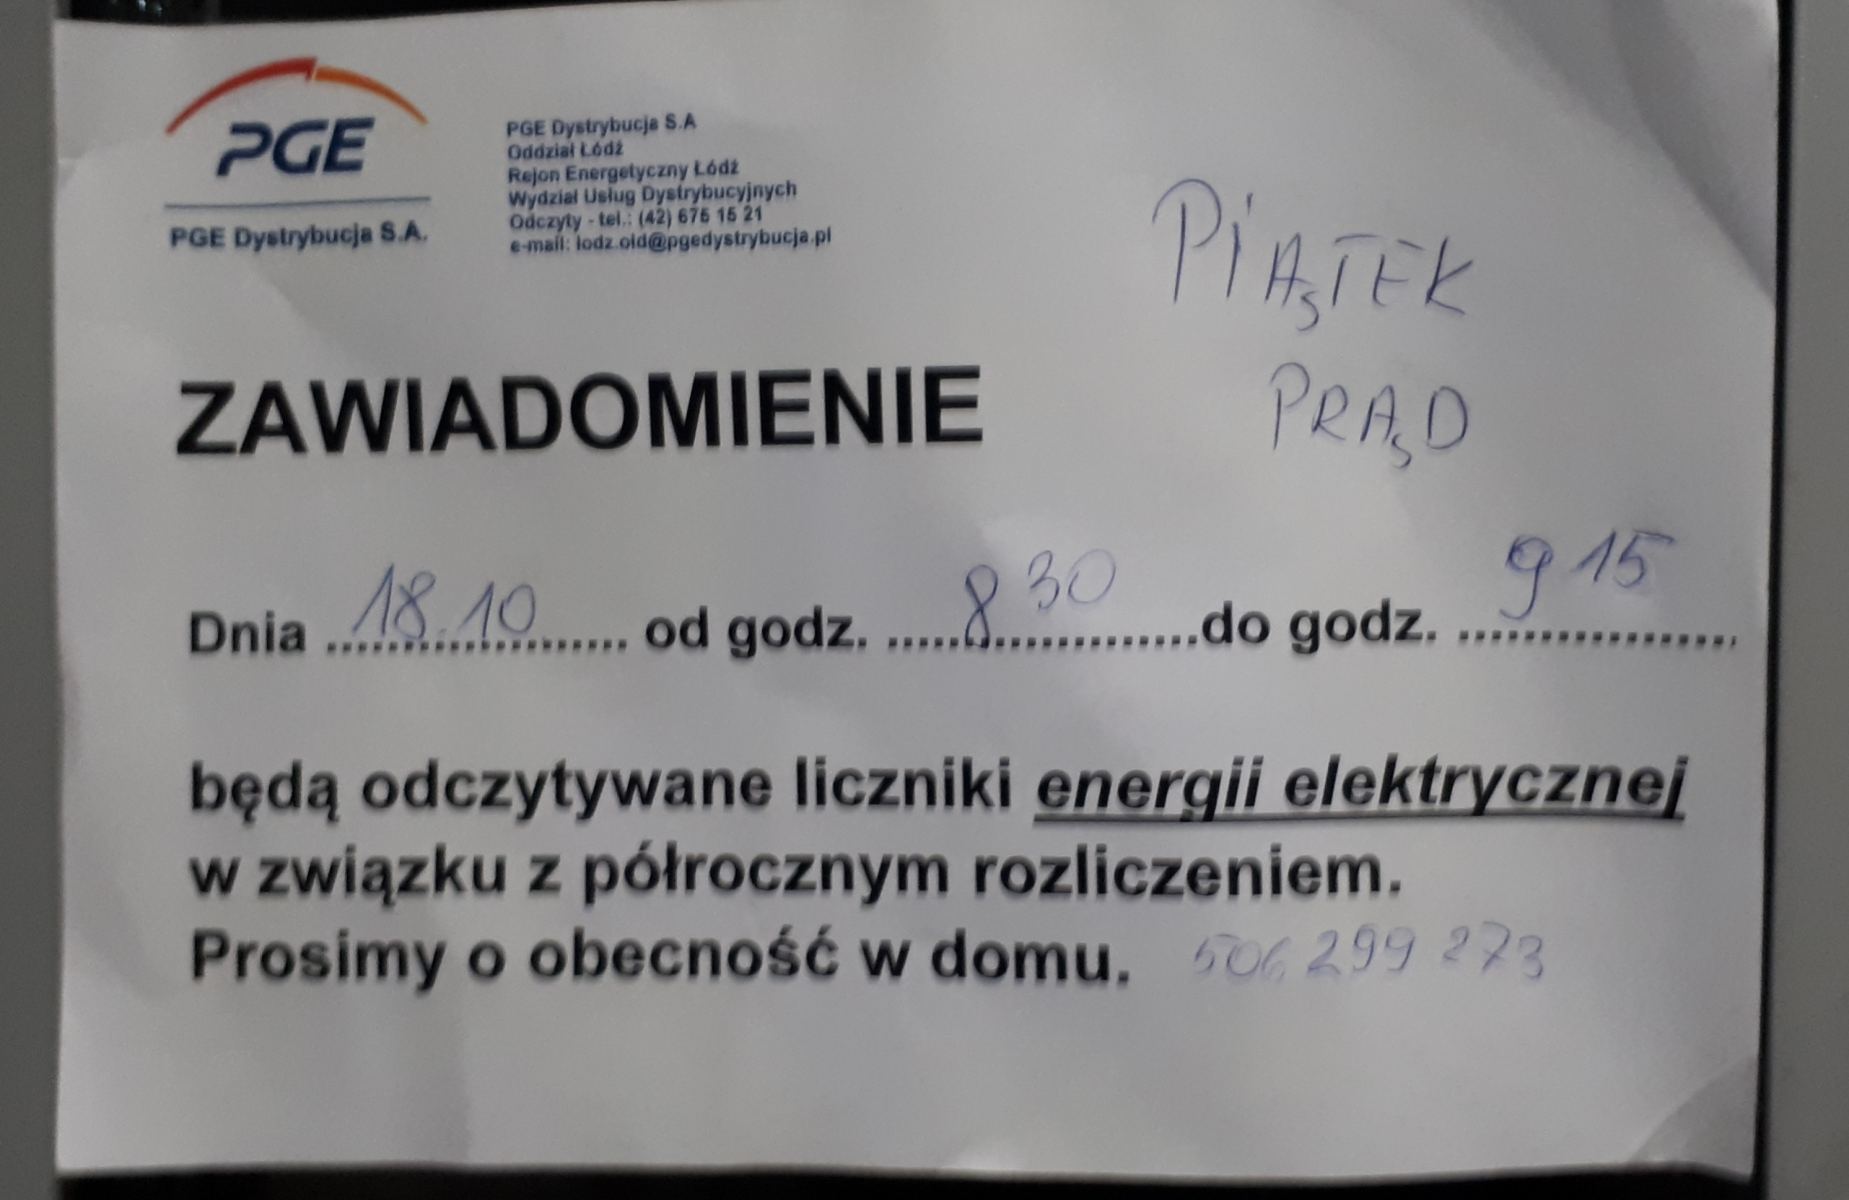 PGE
PGE Dystrybucja S.A.
PGE Dystrybucja S.A
Oddział Łódź
Rejon Energetyczny Łódź
Wydział Usług Dystrybucyjnych
Odczyty - tel.: (42) 675 15 21
e-mail: lodz.oid@pgedystrybucja.pl
PIĄTEK
PRĄD
ZAWIADOMIENIE
Dnia 18.10 od godz. 8 30 do godz. 9 15
będą odczytywane liczniki energii elektrycznej
w związku z półrocznym rozliczeniem.
Prosimy o obecność w domu. 506 299 273